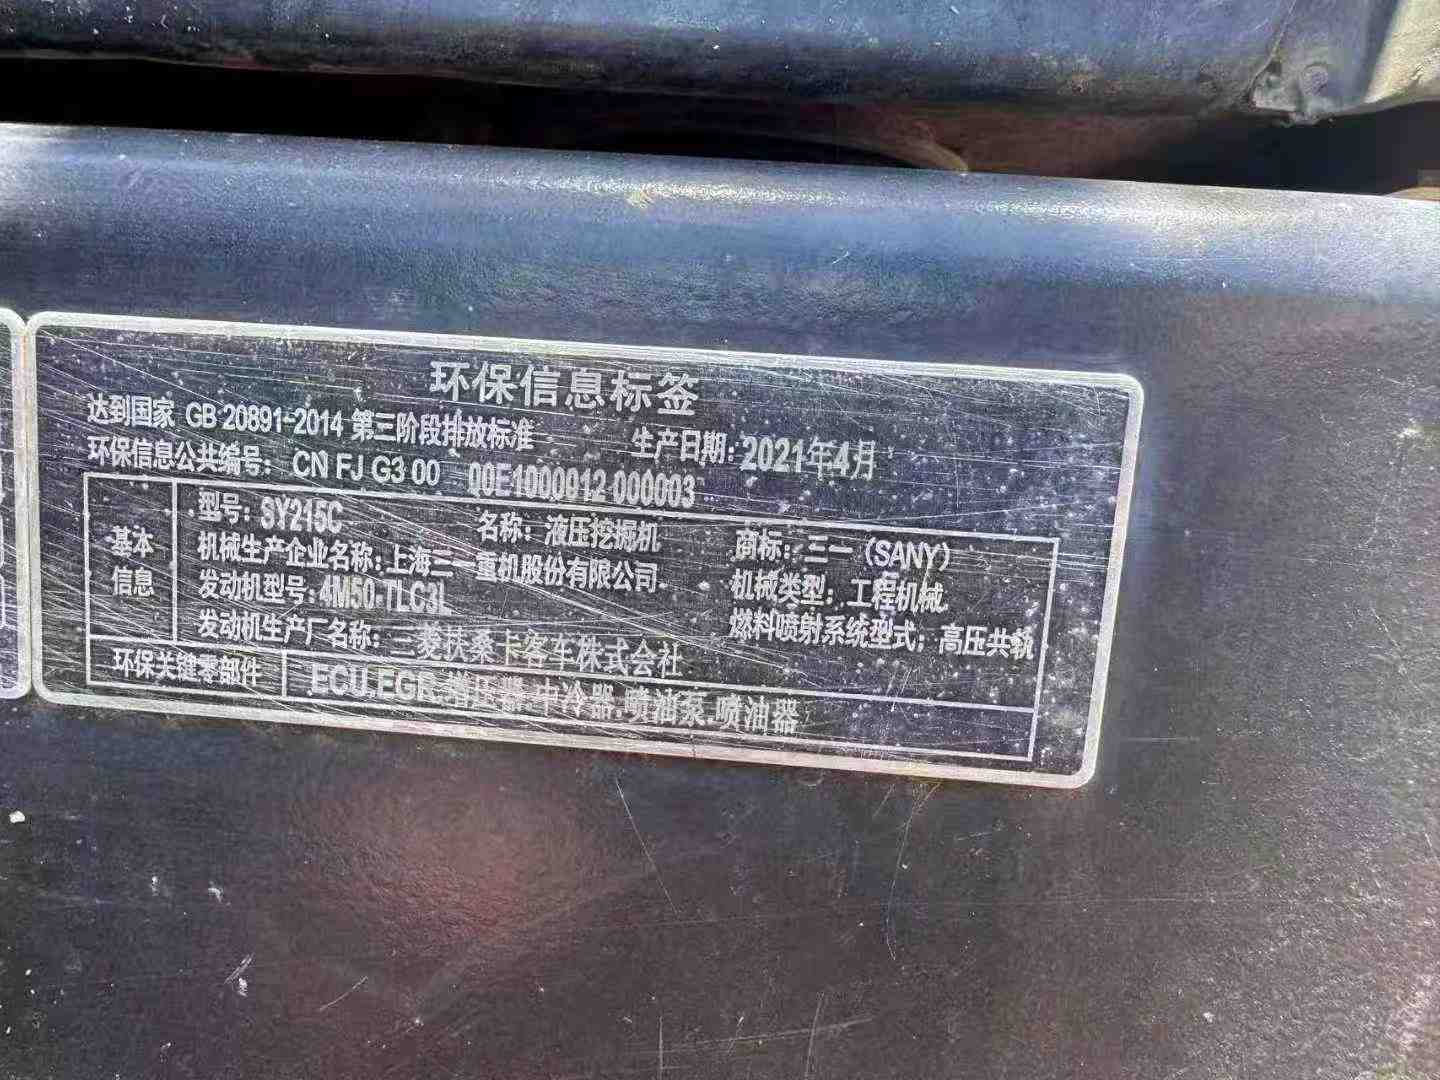 环保信息标签
达到国家 GB 20891-2014 第三阶段排放标准 生产日期: 2021年4月
环保信息公共编号: CN FJ G3 00 00E1000012 000003
基本信息
型号: SY215C 名称: 液压挖掘机 商标: 三一 (SANY)
机械生产企业名称: 上海三一重机股份有限公司 机械类型: 工程机械
发动机型号: 4M50-TLC3L 燃料喷射系统型式: 高压共轨
发动机生产厂名称: 三菱扶桑卡客车株式会社
环保关键零部件 ECU,EGR,增压器,中冷器,喷油泵,喷油器